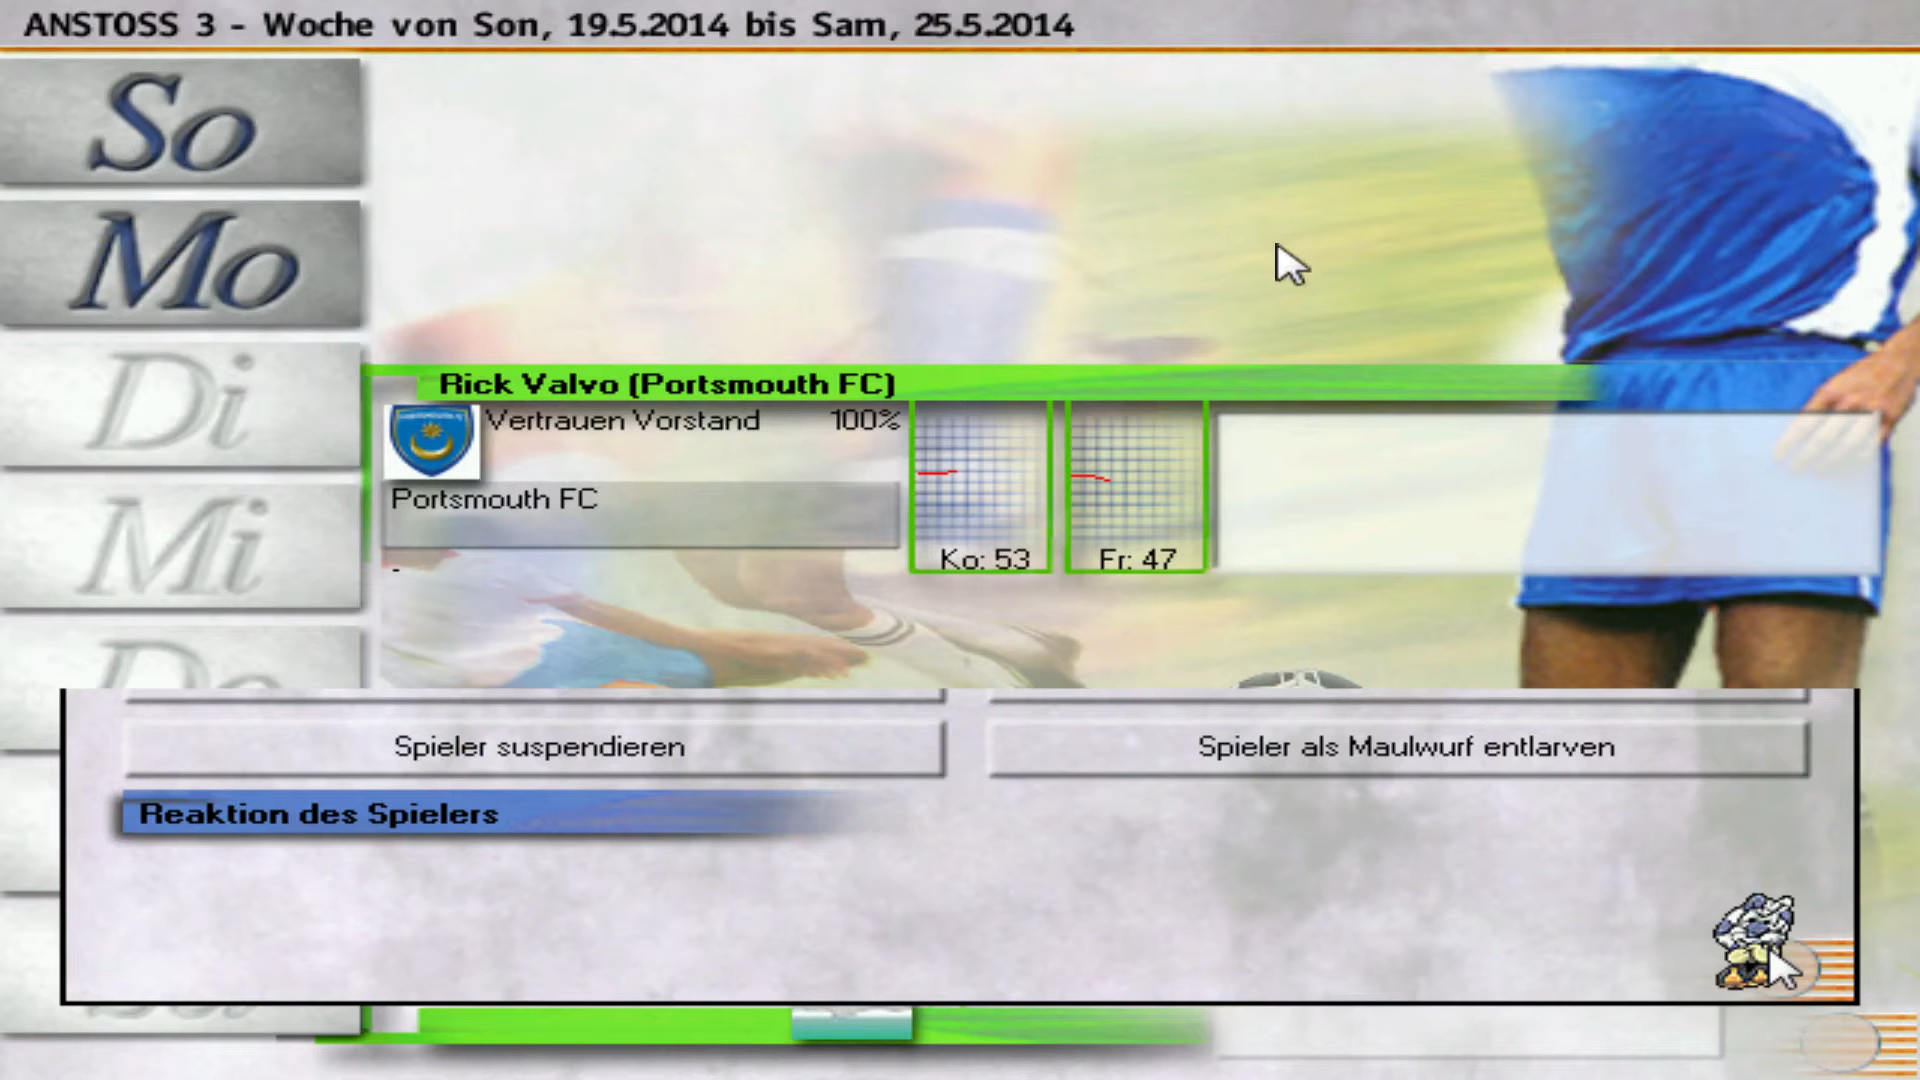 ANSTOSS 3 - Woche von Son, 19.5.2014 bis Sam, 25.5.2014
So
Mo
Di
Mi
Do
Rick Valvo (Portsmouth FC)
Vertrauen Vorstand 100%
Portsmouth FC
-
Ko: 53
Fr: 47
Spieler suspendieren
Spieler als Maulwurf entlarven
Reaktion des Spielers